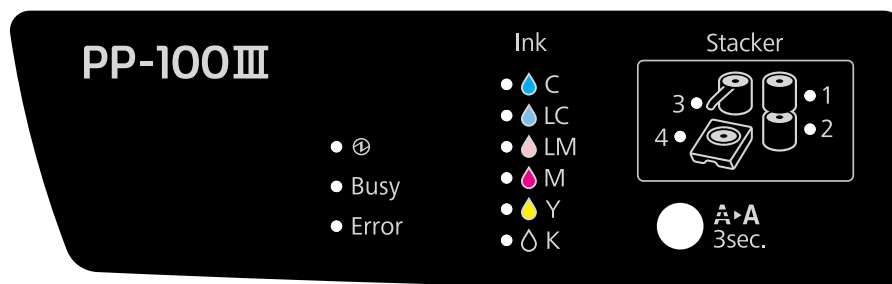 PP-100III
Busy
Error
Ink
C
LC
LM
M
Y
K
Stacker
3
1
4
2
A▸A
3sec.